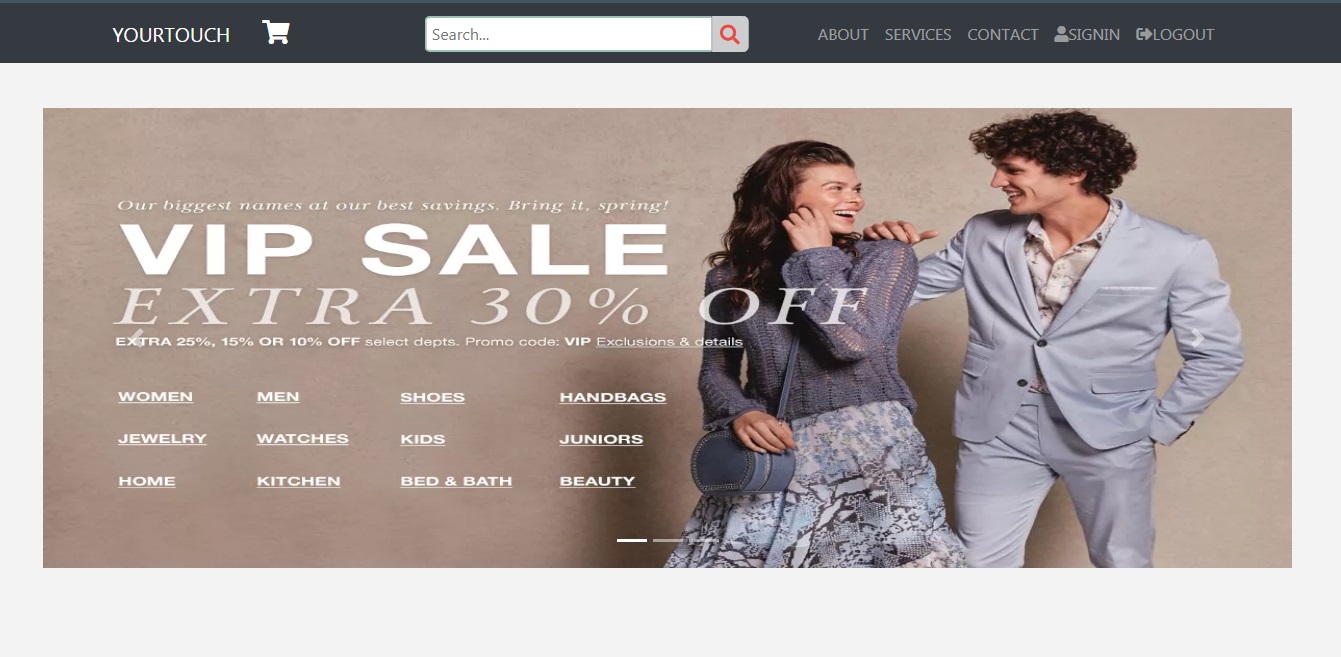 YOURTOUCH Search... ABOUT SERVICES CONTACT SIGNIN LOGOUT
Our biggest names at our best savings. Bring it, spring!
VIP SALE
EXTRA 30% OFF
EXTRA 25%, 15% OR 10% OFF select depts. Promo code: VIP Exclusions & details
WOMEN MEN SHOES HANDBAGS
JEWELRY WATCHES KIDS JUNIORS
HOME KITCHEN BED & BATH BEAUTY